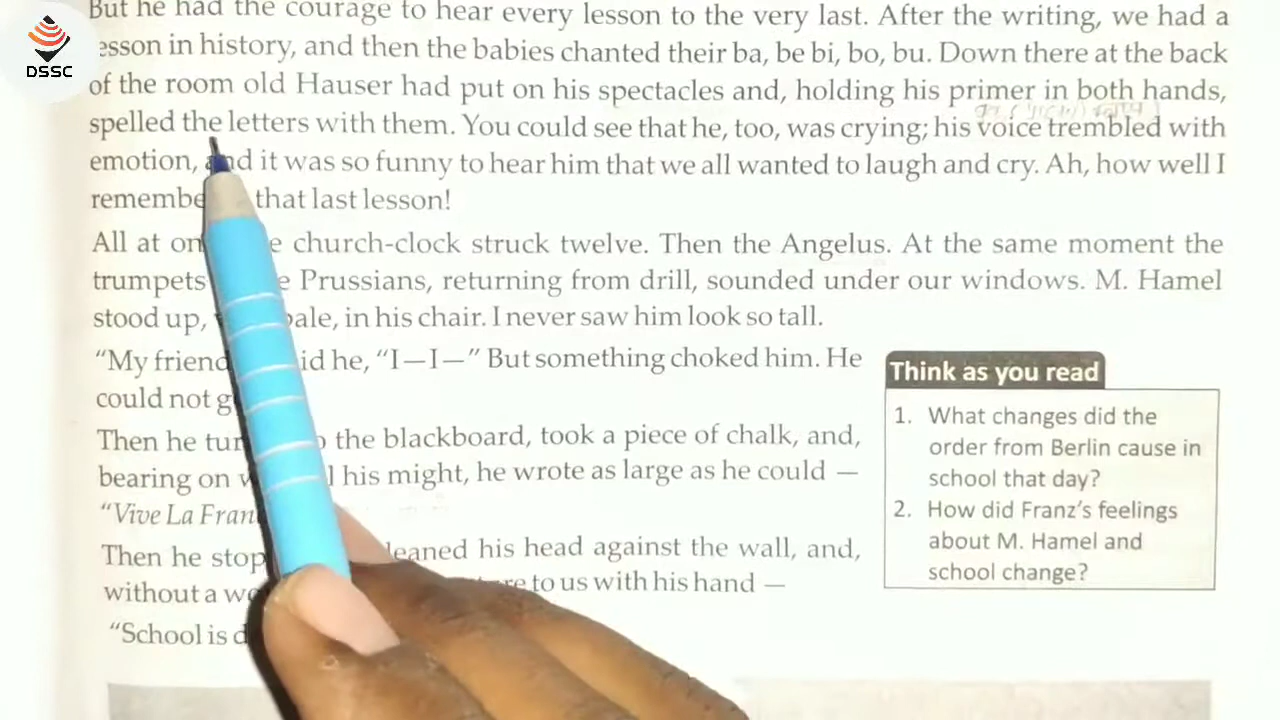 DSSC
But he had the courage to hear every lesson to the very last. After the writing, we had a
esson in history, and then the babies chanted their ba, be bi, bo, bu. Down there at the back
of the room old Hauser had put on his spectacles and, holding his primer in both hands,
spelled the letters with them. You could see that he, too, was crying; his voice trembled with
emotion, and it was so funny to hear him that we all wanted to laugh and cry. Ah, how well I
remembe that last lesson!
All at on e church-clock struck twelve. Then the Angelus. At the same moment the
trumpets e Prussians, returning from drill, sounded under our windows. M. Hamel
stood up, pale, in his chair. I never saw him look so tall.
“My friend id he, “I—I—” But something choked him. He
could not g
Then he tur o the blackboard, took a piece of chalk, and,
bearing on w l his might, he wrote as large as he could —
“Vive La Fran
Then he stop leaned his head against the wall, and,
without a wo re to us with his hand —
“School is d
Think as you read
1. What changes did the
order from Berlin cause in
school that day?
2. How did Franz’s feelings
about M. Hamel and
school change?